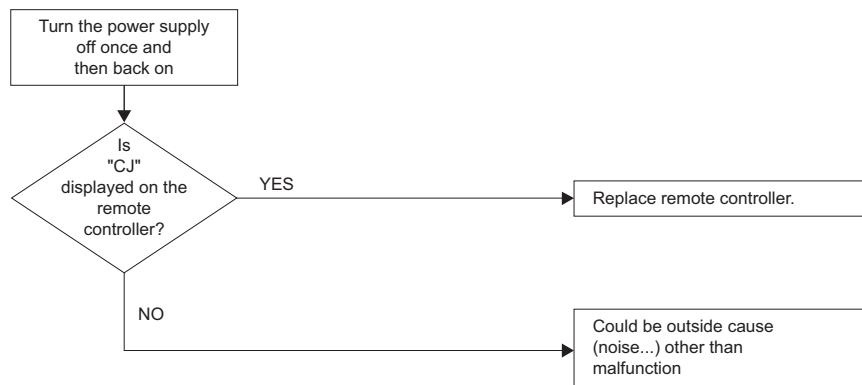 Turn the power supply
off once and
then back on
Is
"CJ"
displayed on the
remote
controller?
YES
Replace remote controller.
NO
Could be outside cause
(noise...) other than
malfunction